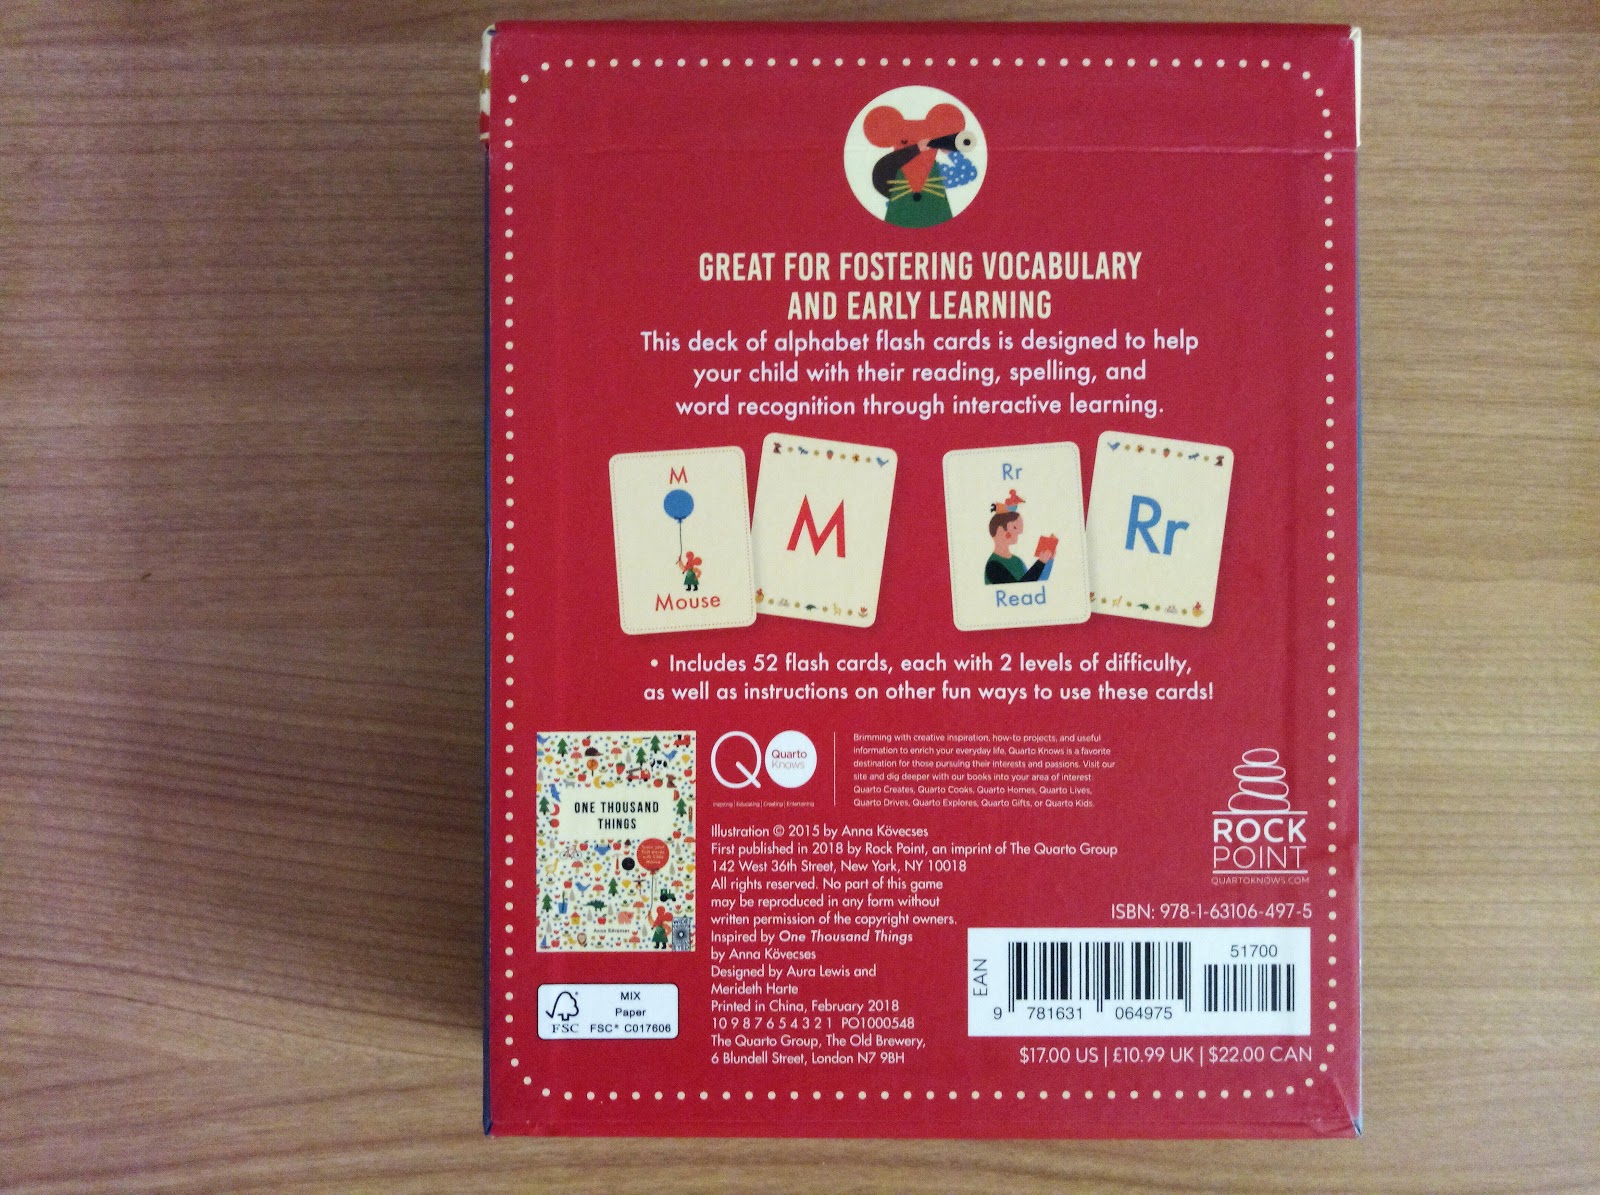 GREAT FOR FOSTERING VOCABULARY
AND EARLY LEARNING
This deck of alphabet flash cards is designed to help
your child with their reading, spelling, and
word recognition through interactive learning.
M
Mouse
M
Rr
Read
Rr
• Includes 52 flash cards, each with 2 levels of difficulty,
as well as instructions on other fun ways to use these cards!
ONE THOUSAND
THINGS
Anna Kövecses
Quarto
Knows
Inspiring | Educating | Creating | Entertaining
Brimming with creative inspiration, how-to projects, and useful
information to enrich your everyday life, Quarto Knows is a favorite
destination for those pursuing their interests and passions. Visit our
site and dig deeper with our books into your area of interest
Quarto Creates, Quarto Cooks, Quarto Homes, Quarto Lives,
Quarto Drives, Quarto Explores, Quarto Gifts, or Quarto Kids.
Illustration © 2015 by Anna Kövecses
First published in 2018 by Rock Point, an imprint of The Quarto Group
142 West 36th Street, New York, NY 10018
All rights reserved. No part of this game
may be reproduced in any form without
written permission of the copyright owners.
Inspired by One Thousand Things
by Anna Kövecses
Designed by Aura Lewis and
Merideth Harte
Printed in China, February 2018
10 9 8 7 6 5 4 3 2 1 PO1000548
The Quarto Group, The Old Brewery,
6 Blundell Street, London N7 9BH
FSC
MIX
Paper
FSC® C017606
ROCK
POINT
QUARTOKNOWS.COM
ISBN: 978-1-63106-497-5
EAN
51700
9 781631 064975
$17.00 US | £10.99 UK | $22.00 CAN